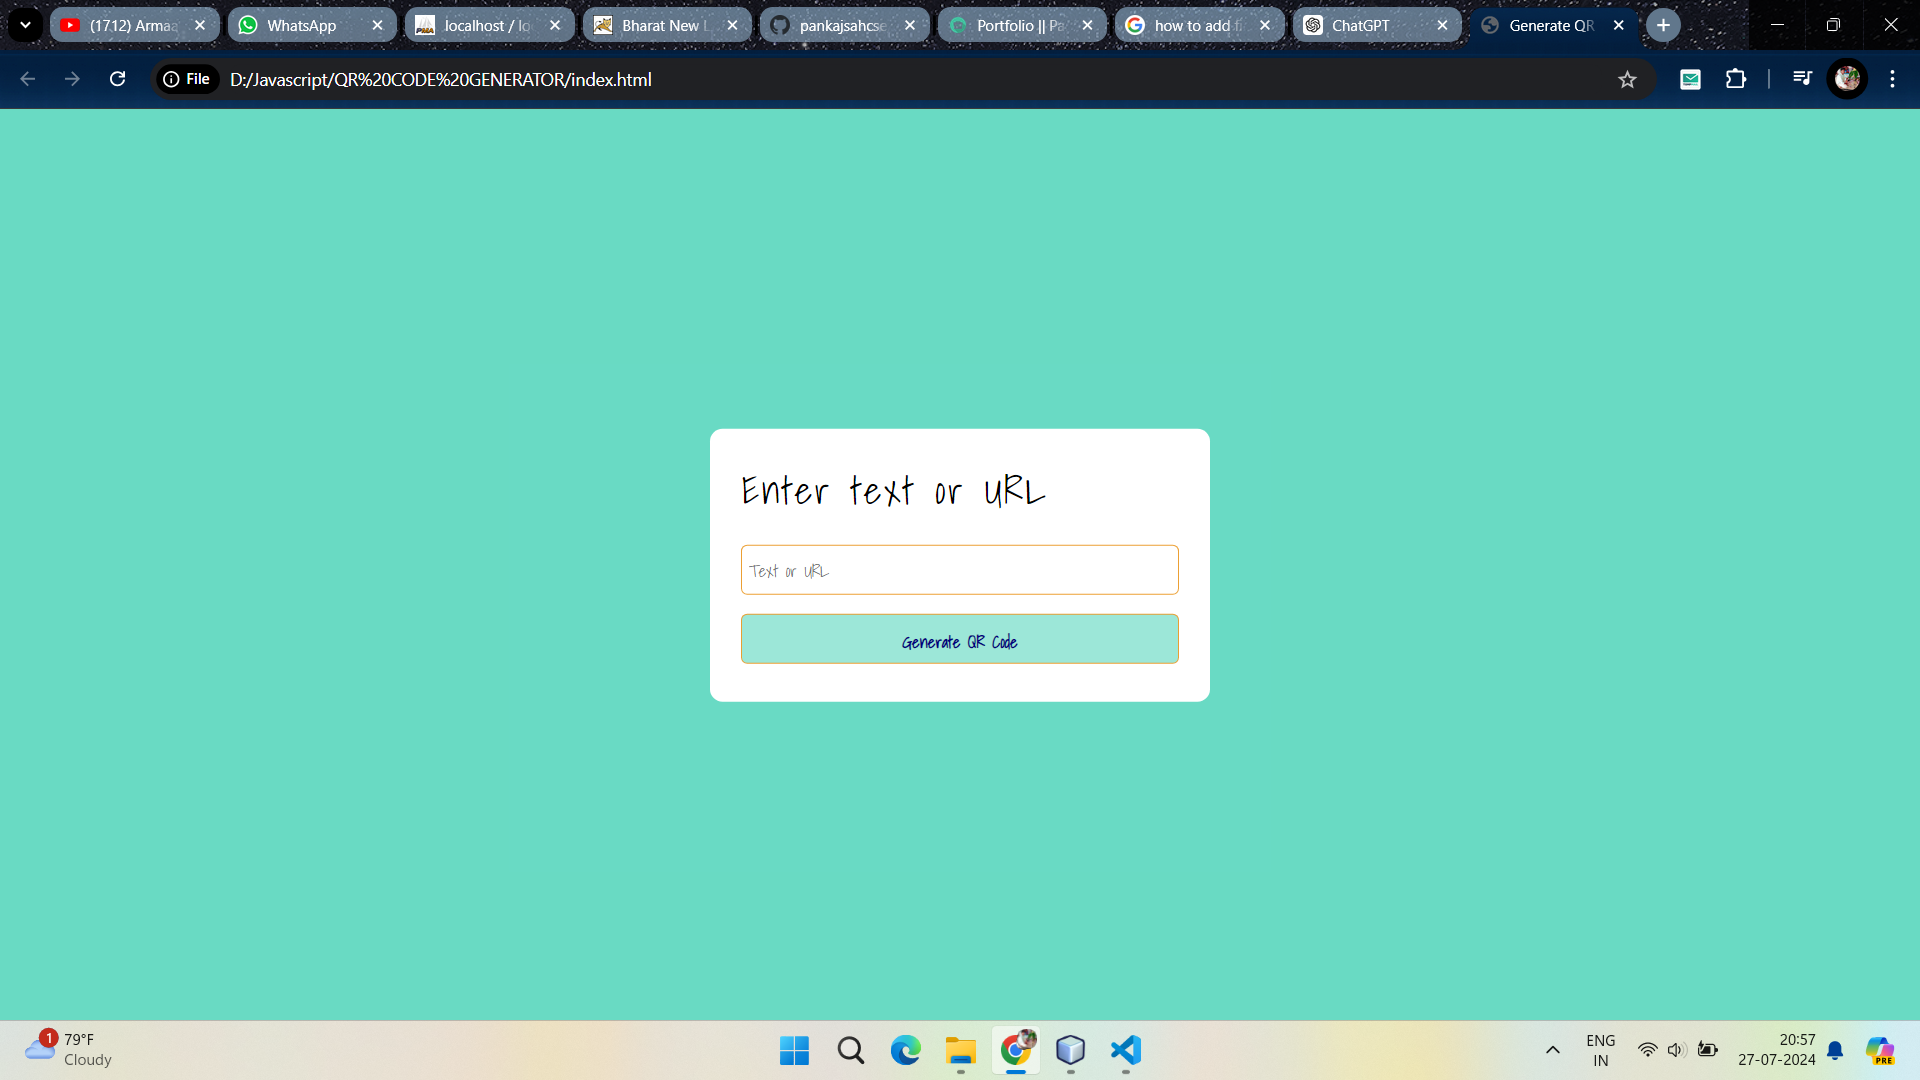 (1712) Armaa
WhatsApp
localhost / lo
Bharat New L
pankajsahcse
Portfolio || Pa
how to add fi
ChatGPT
Generate QR
File
D:/Javascript/QR%20CODE%20GENERATOR/index.html
Enter text or URL
Text or URL
Generate QR Code
1
79°F
Cloudy
ENG
IN
20:57
27-07-2024
PRE